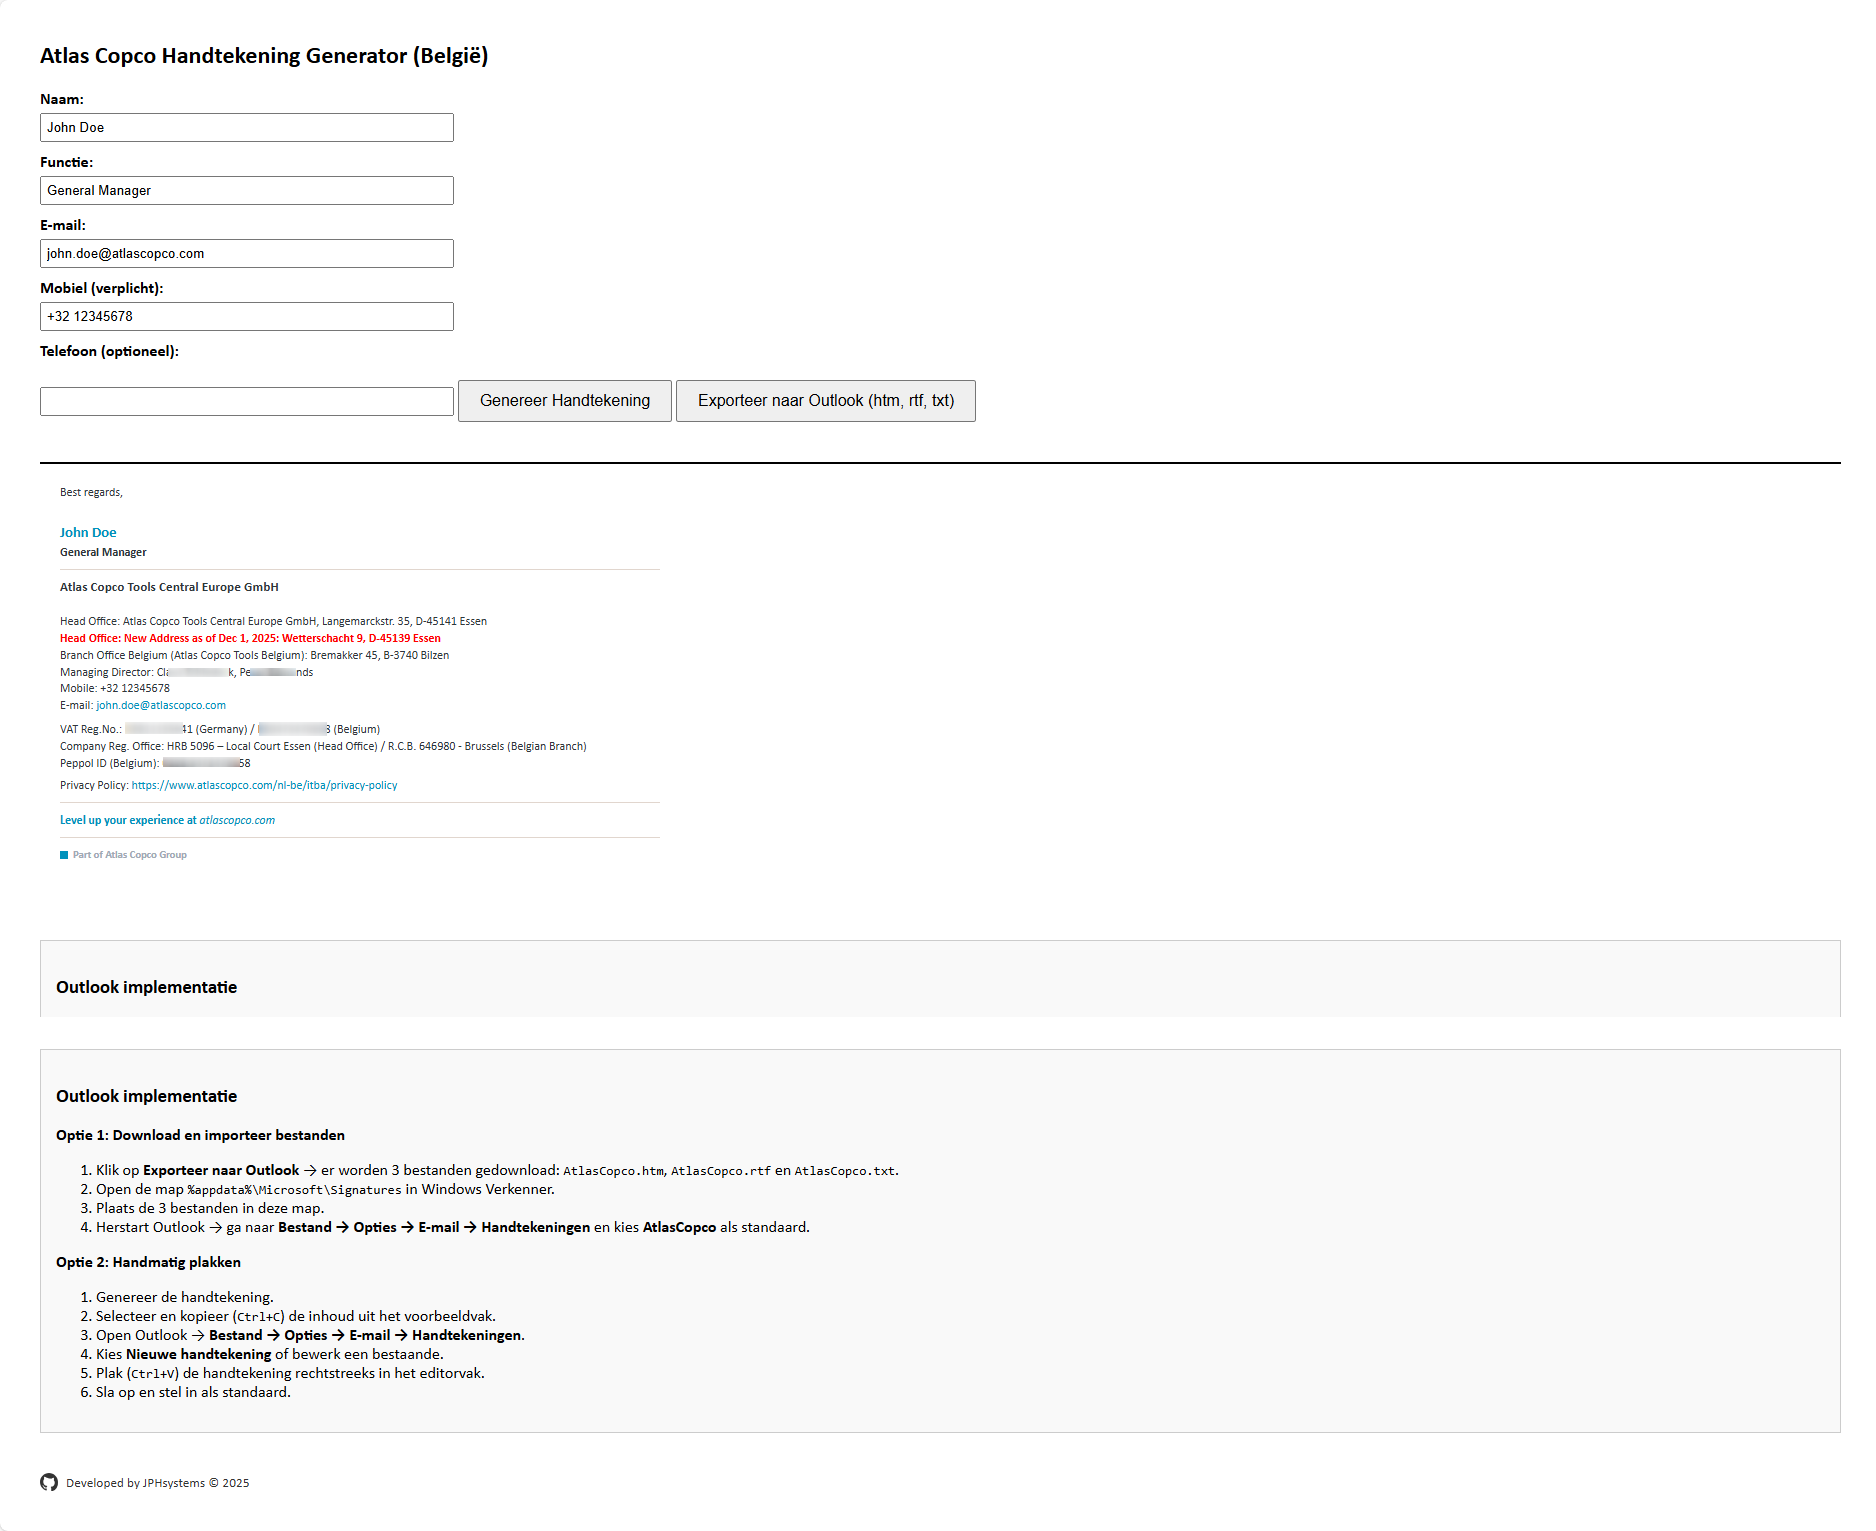 Atlas Copco Handtekening Generator (België)
Naam:
John Doe
Functie:
General Manager
E-mail:
john.doe@atlascopco.com
Mobiel (verplicht):
+32 12345678
Telefoon (optioneel):
Genereer Handtekening
Exporteer naar Outlook (htm, rtf, txt)
Best regards,
John Doe
General Manager
Atlas Copco Tools Central Europe GmbH
Head Office: Atlas Copco Tools Central Europe GmbH, Langemarckstr. 35, D-45141 Essen
Head Office: New Address as of Dec 1, 2025: Wetterschacht 9, D-45139 Essen
Branch Office Belgium (Atlas Copco Tools Belgium): Bremakker 45, B-3740 Bilzen
Managing Director:
Mobile: +32 12345678
E-mail: john.doe@atlascopco.com
VAT Reg.No.: 41 (Germany) / (Belgium)
Company Reg. Office: HRB 5096 – Local Court Essen (Head Office) / R.C.B. 646980 - Brussels (Belgian Branch)
Peppol ID (Belgium): 58
Privacy Policy: https://www.atlascopco.com/nl-be/itba/privacy-policy
Level up your experience at atlascopco.com
Part of Atlas Copco Group
Outlook implementatie
Outlook implementatie
Optie 1: Download en importeer bestanden
1. Klik op Exporteer naar Outlook → er worden 3 bestanden gedownload: AtlasCopco.htm, AtlasCopco.rtf en AtlasCopco.txt.
2. Open de map %appdata%\Microsoft\Signatures in Windows Verkenner.
3. Plaats de 3 bestanden in deze map.
4. Herstart Outlook → ga naar Bestand → Opties → E-mail → Handtekeningen en kies AtlasCopco als standaard.
Optie 2: Handmatig plakken
1. Genereer de handtekening.
2. Selecteer en kopieer (Ctrl+C) de inhoud uit het voorbeeldvak.
3. Open Outlook → Bestand → Opties → E-mail → Handtekeningen.
4. Kies Nieuwe handtekening of bewerk een bestaande.
5. Plak (Ctrl+V) de handtekening rechtstreeks in het editorvak.
6. Sla op en stel in als standaard.
Developed by JPHsystems © 2025